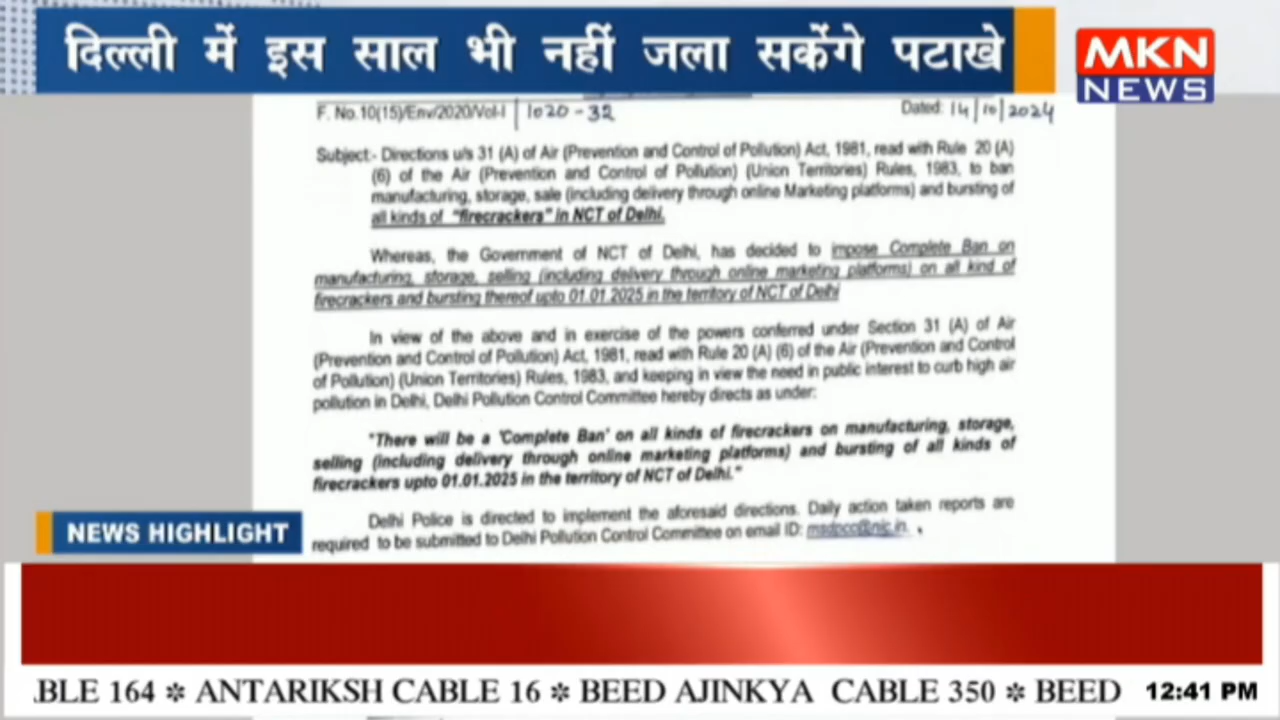 दिल्ली में इस साल भी नहीं जला सकेंगे पटाखे
MKN
NEWS
F. No.10(15)/Env/2020/Vol-I | 1020-32 Dated: 14/10/2024
Subject:- Directions u/s 31 (A) of Air (Prevention and Control of Pollution) Act, 1981, read with Rule 20 (A)
(6) of the Air (Prevention and Control of Pollution) (Union Territories) Rules, 1983, to ban
manufacturing, storage, sale (including delivery through online Marketing platforms) and bursting of
all kinds of "firecrackers" in NCT of Delhi.
Whereas, the Government of NCT of Delhi, has decided to impose Complete Ban on
manufacturing, storage, selling (including delivery through online marketing platforms) on all kind of
firecrackers and bursting thereof upto 01.01.2025 in the territory of NCT of Delhi
In view of the above and in exercise of the powers conferred under Section 31 (A) of Air
(Prevention and Control of Pollution) Act, 1981, read with Rule 20 (A) (6) of the Air (Prevention and Control
of Pollution) (Union Territories) Rules, 1983, and keeping in view the need in public interest to curb high air
pollution in Delhi, Delhi Pollution Control Committee hereby directs as under:
"There will be a 'Complete Ban' on all kinds of firecrackers on manufacturing, storage,
selling (including delivery through online marketing platforms) and bursting of all kinds of
firecrackers upto 01.01.2025 in the territory of NCT of Delhi."
Delhi Police is directed to implement the aforesaid directions. Daily action taken reports are
required to be submitted to Delhi Pollution Control Committee on email ID: msdpcc@nic.in.
NEWS HIGHLIGHT
BLE 164 ✲ ANTARIKSH CABLE 16 ✲ BEED AJINKYA CABLE 350 ✲ BEED
12:41 PM